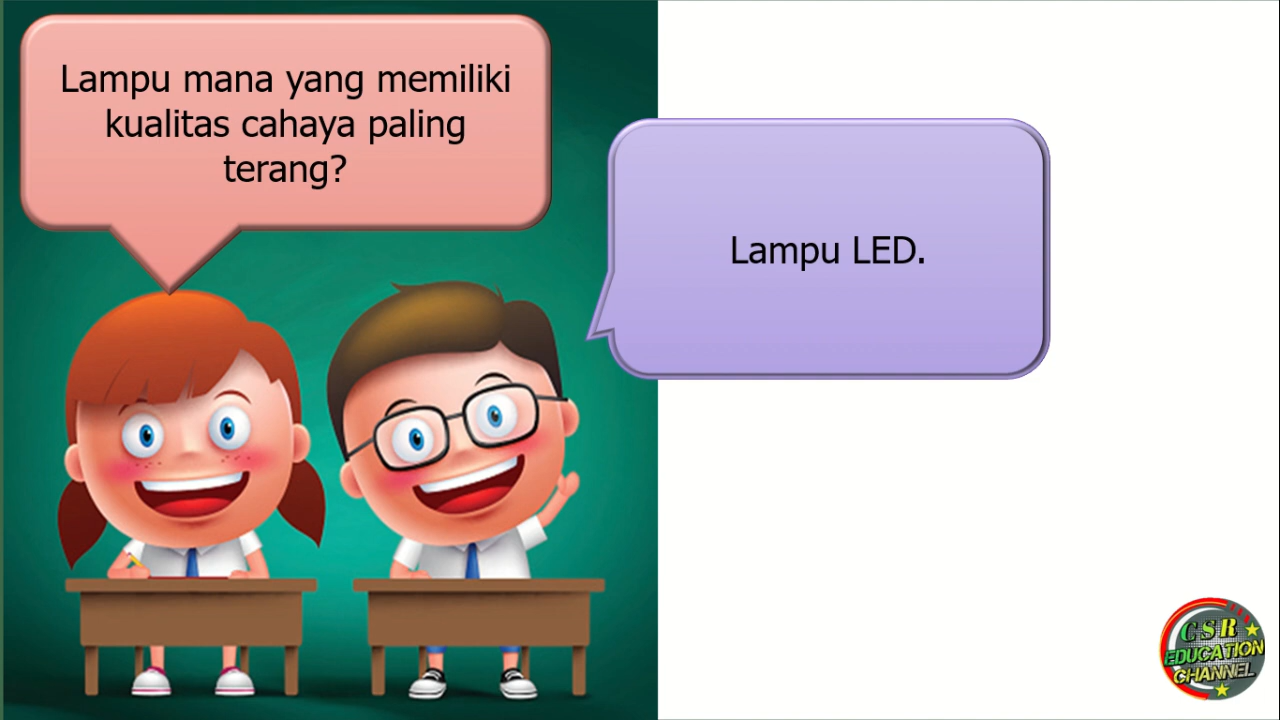 Lampu mana yang memiliki
kualitas cahaya paling
terang?
Lampu LED.
CSR
EDUCATION
CHANNEL